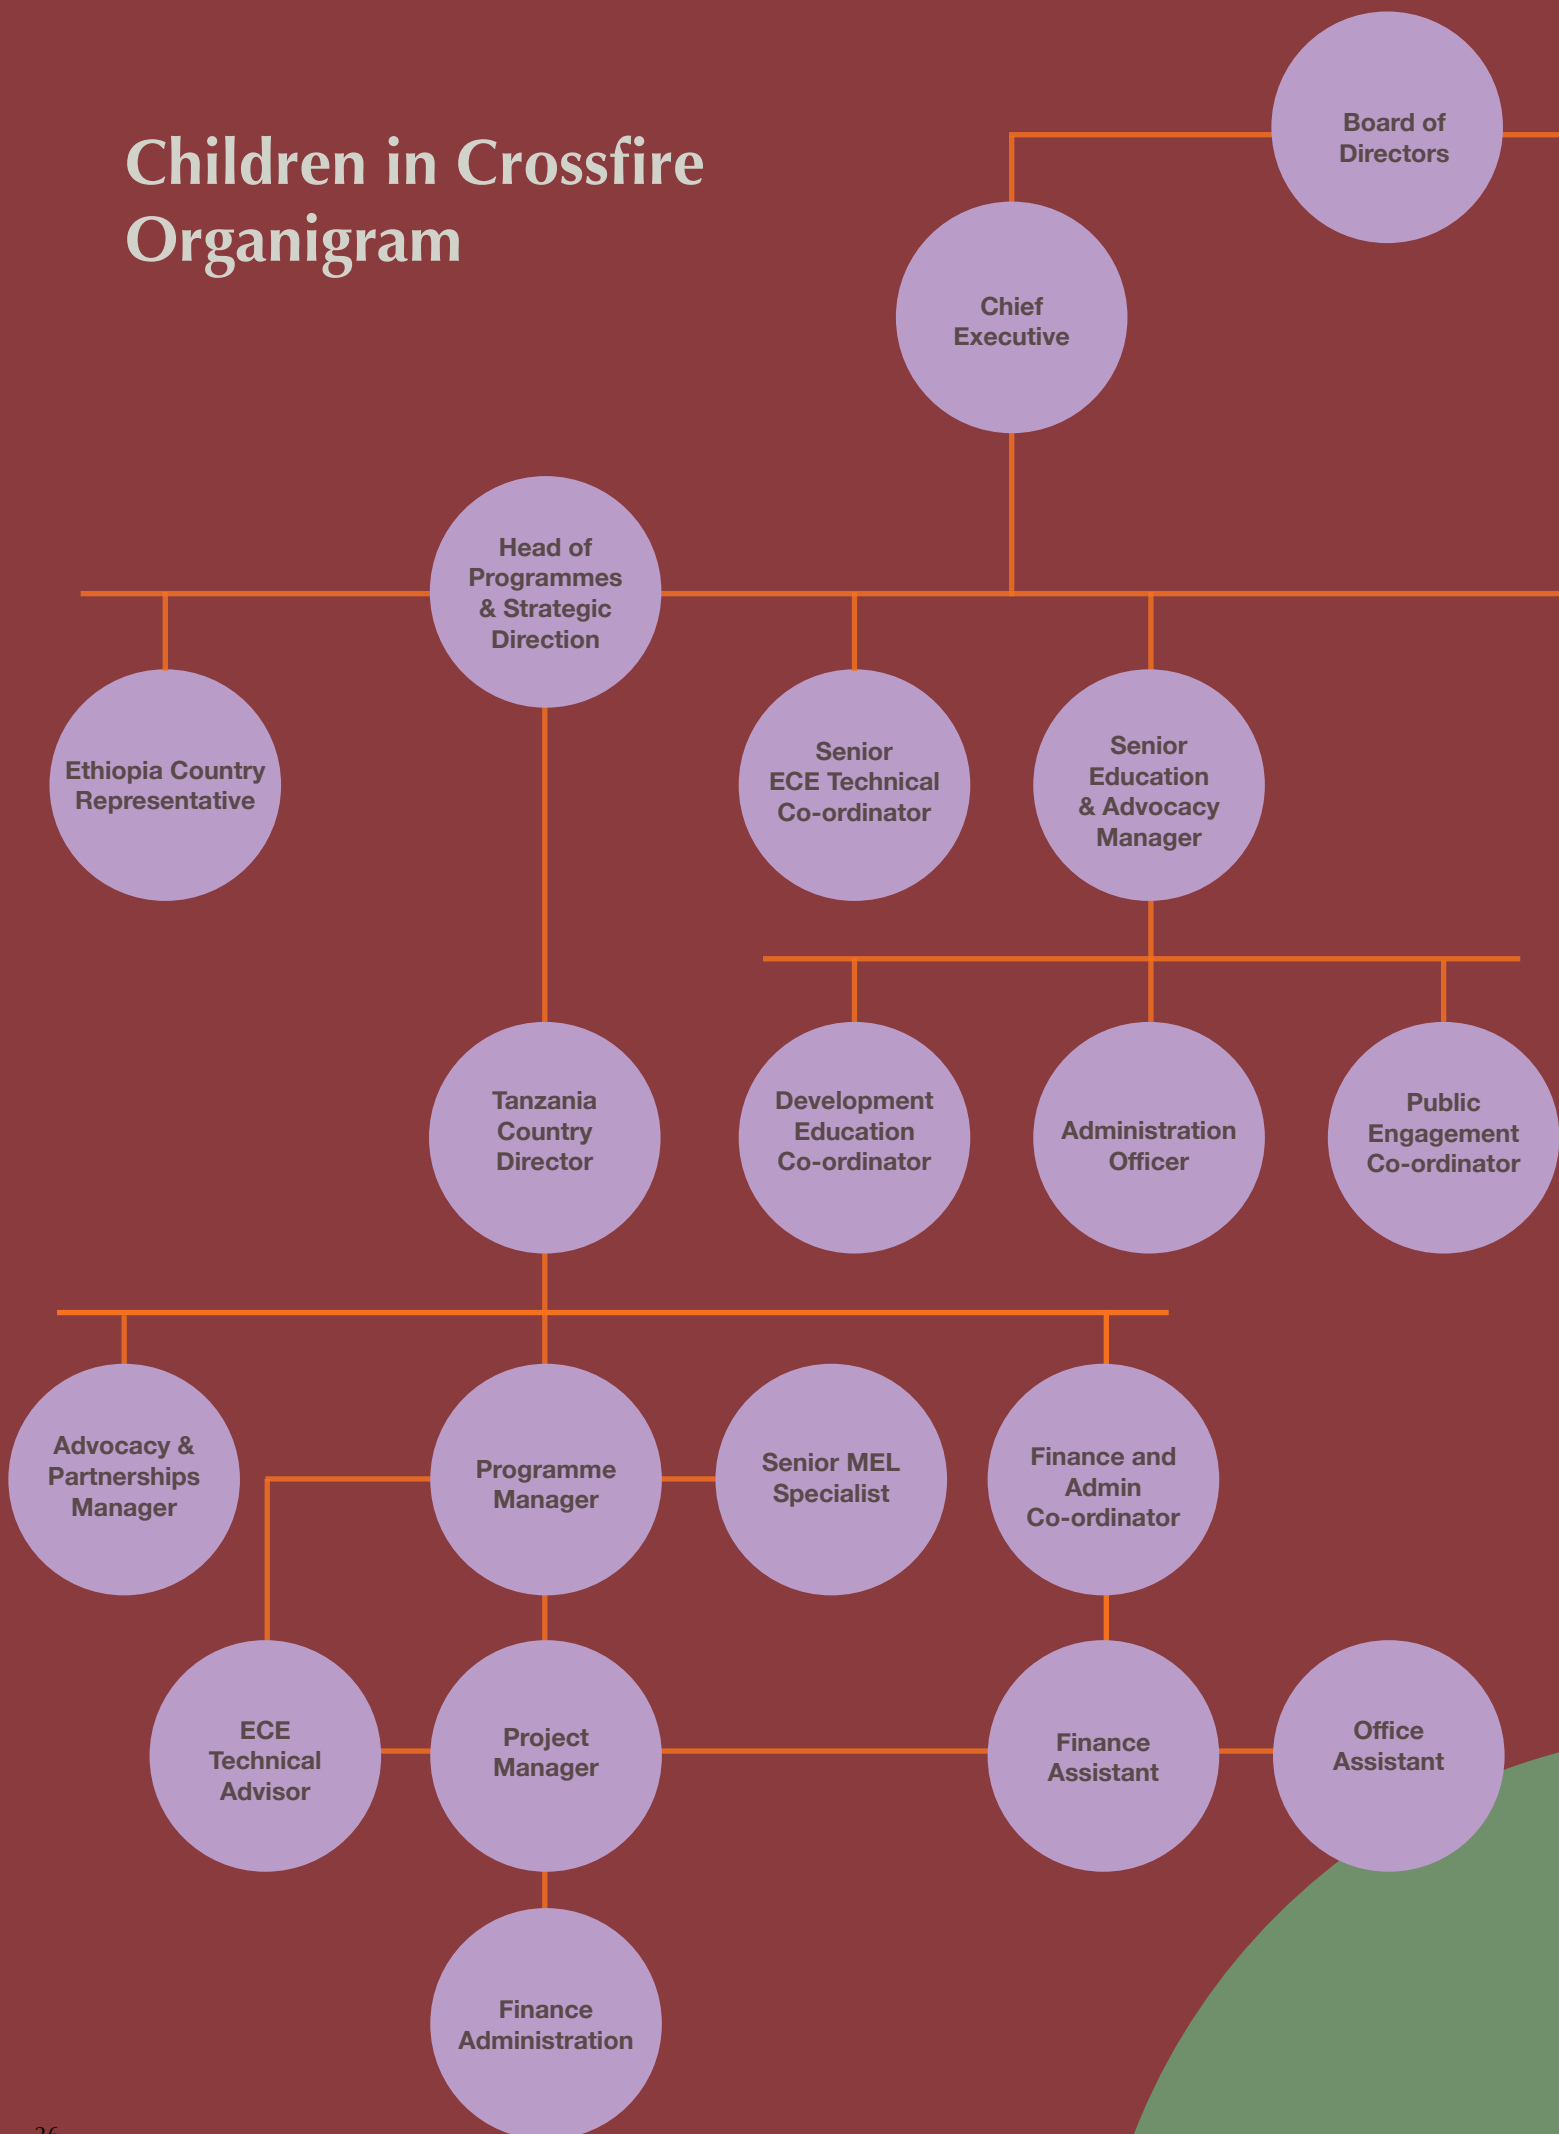 Children in Crossfire
Organigram
Board of
Directors
Chief
Executive
Head of
Programmes
& Strategic
Direction
Ethiopia Country
Representative
Senior
ECE Technical
Co-ordinator
Senior
Education
& Advocacy
Manager
Tanzania
Country
Director
Development
Education
Co-ordinator
Administration
Officer
Public
Engagement
Co-ordinator
Advocacy &
Partnerships
Manager
Programme
Manager
Senior MEL
Specialist
Finance and
Admin
Co-ordinator
ECE
Technical
Advisor
Project
Manager
Finance
Assistant
Office
Assistant
Finance
Administration